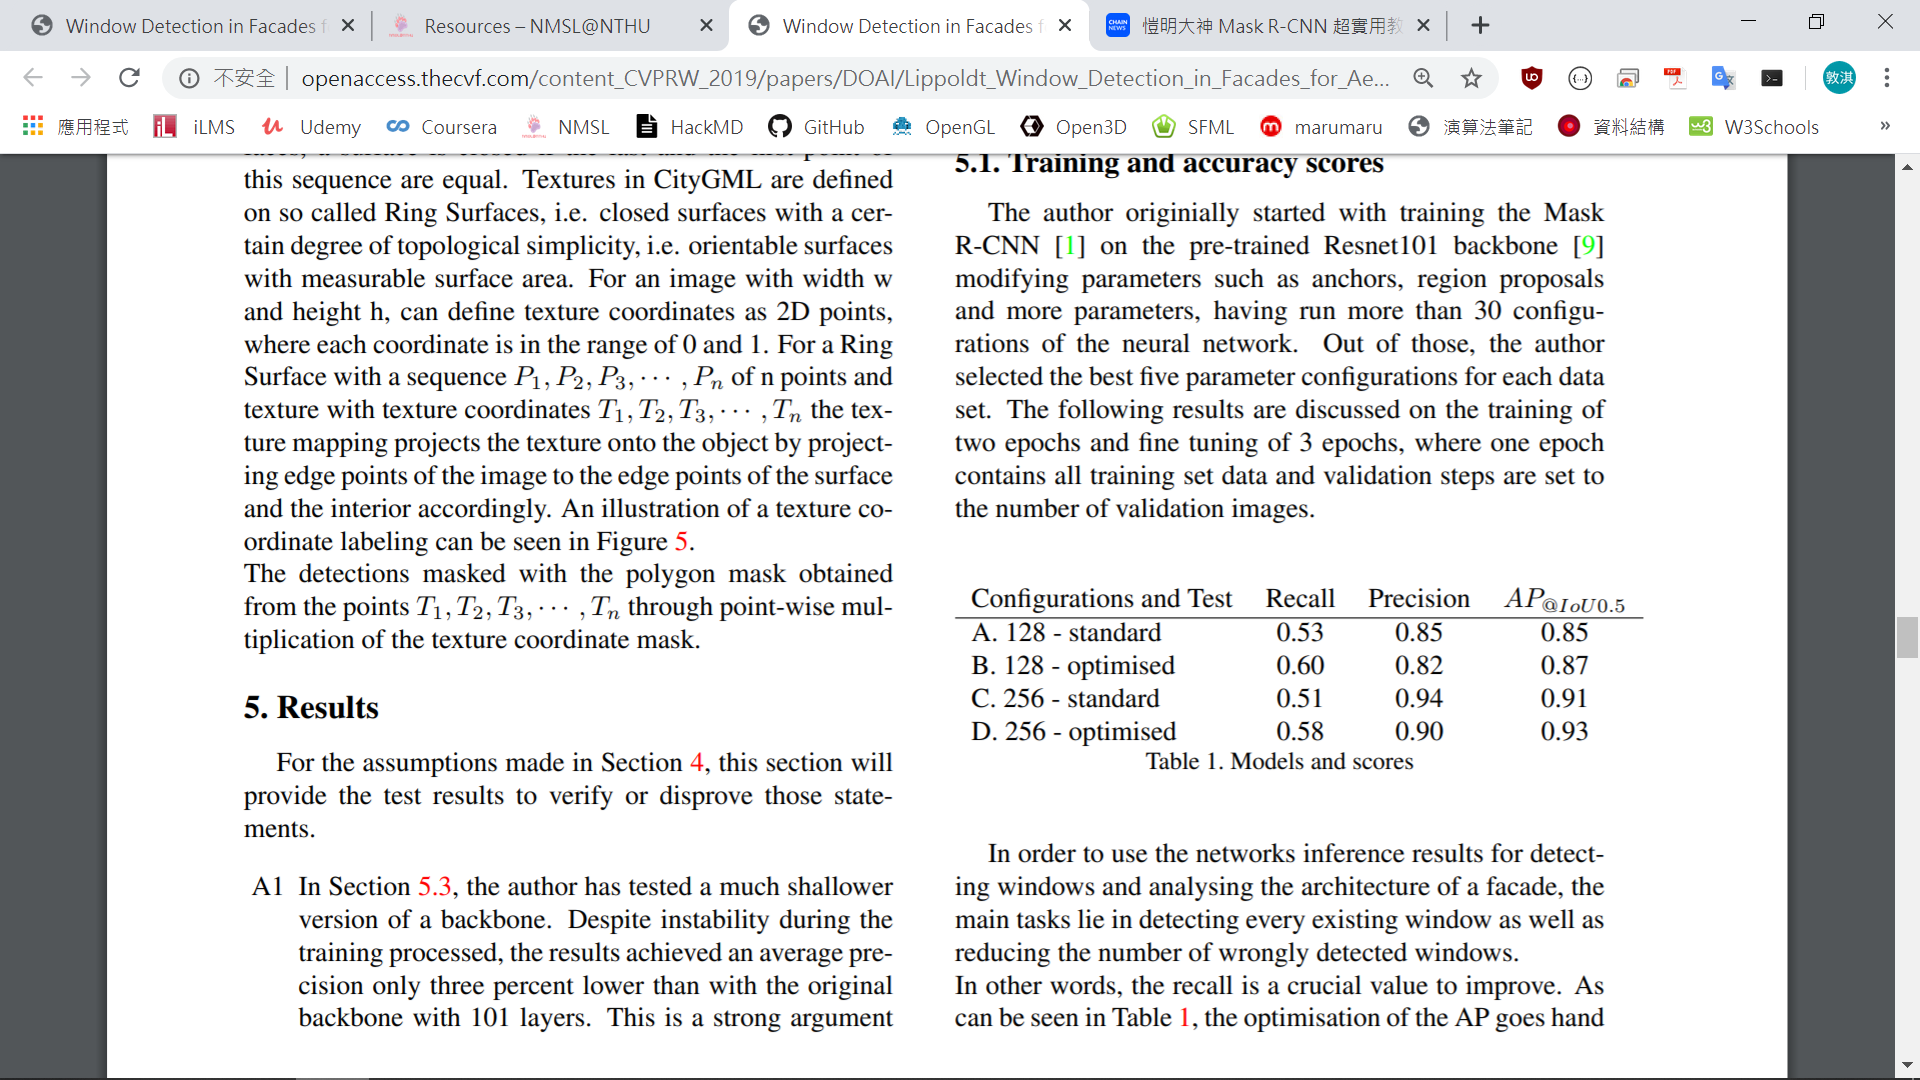 Window Detection in Facades f
Resources – NMSL@NTHU
Window Detection in Facades f
愷明大神 Mask R-CNN 超實用教
不安全
openaccess.thecvf.com/content_CVPRW_2019/papers/DOAI/Lippoldt_Window_Detection_in_Facades_for_Ae...
敦淇
應用程式
iLMS
Udemy
Coursera
NMSL
HackMD
GitHub
OpenGL
Open3D
SFML
marumaru
演算法筆記
資料結構
W3Schools
faces, a surface is closed if the last and the first point of
this sequence are equal. Textures in CityGML are defined
on so called Ring Surfaces, i.e. closed surfaces with a cer-
tain degree of topological simplicity, i.e. orientable surfaces
with measurable surface area. For an image with width w
and height h, can define texture coordinates as 2D points,
where each coordinate is in the range of 0 and 1. For a Ring
Surface with a sequence P₁, P₂, P₃, ⋯ , Pₙ of n points and
texture with texture coordinates T₁, T₂, T₃, ⋯ , Tₙ the tex-
ture mapping projects the texture onto the object by project-
ing edge points of the image to the edge points of the surface
and the interior accordingly. An illustration of a texture co-
ordinate labeling can be seen in Figure 5.
The detections masked with the polygon mask obtained
from the points T₁, T₂, T₃, ⋯ , Tₙ through point-wise mul-
tiplication of the texture coordinate mask.
5. Results
For the assumptions made in Section 4, this section will
provide the test results to verify or disprove those state-
ments.
A1 In Section 5.3, the author has tested a much shallower
version of a backbone. Despite instability during the
training processed, the results achieved an average pre-
cision only three percent lower than with the original
backbone with 101 layers. This is a strong argument
5.1. Training and accuracy scores
The author originially started with training the Mask
R-CNN [1] on the pre-trained Resnet101 backbone [9]
modifying parameters such as anchors, region proposals
and more parameters, having run more than 30 configu-
rations of the neural network. Out of those, the author
selected the best five parameter configurations for each data
set. The following results are discussed on the training of
two epochs and fine tuning of 3 epochs, where one epoch
contains all training set data and validation steps are set to
the number of validation images.
Configurations and Test Recall Precision AP@IoU0.5
A. 128 - standard 0.53 0.85 0.85
B. 128 - optimised 0.60 0.82 0.87
C. 256 - standard 0.51 0.94 0.91
D. 256 - optimised 0.58 0.90 0.93
Table 1. Models and scores
In order to use the networks inference results for detect-
ing windows and analysing the architecture of a facade, the
main tasks lie in detecting every existing window as well as
reducing the number of wrongly detected windows.
In other words, the recall is a crucial value to improve. As
can be seen in Table 1, the optimisation of the AP goes hand